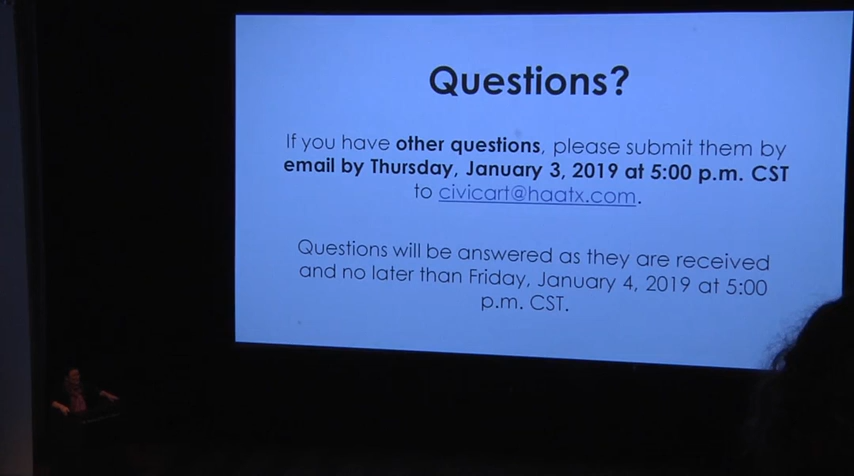 Questions?
If you have other questions, please submit them by
email by Thursday, January 3, 2019 at 5:00 p.m. CST
to civicart@haatx.com.
Questions will be answered as they are received
and no later than Friday, January 4, 2019 at 5:00
p.m. CST.